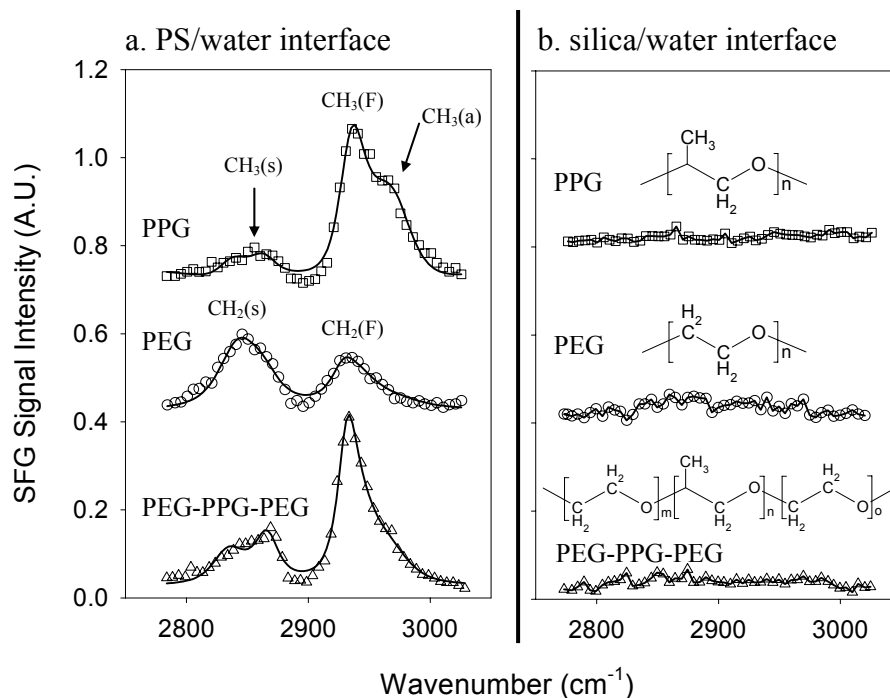 a. PS/water interface
b. silica/water interface
SFG Signal Intensity (A.U.)
1.2
1.0
0.8
0.6
0.4
0.2
0.0
CH3(s)
CH3(F)
CH3(a)
PPG
CH2(s)
CH2(F)
PEG
PEG-PPG-PEG
2800
2900
3000
CH3
O
C
H2
n
PPG
H2
C
O
C
H2
n
PEG
H2
C
O
C
H2
m
CH3
O
C
H2
n
H2
C
O
C
H2
o
PEG-PPG-PEG
2800
2900
3000
Wavenumber (cm-1)